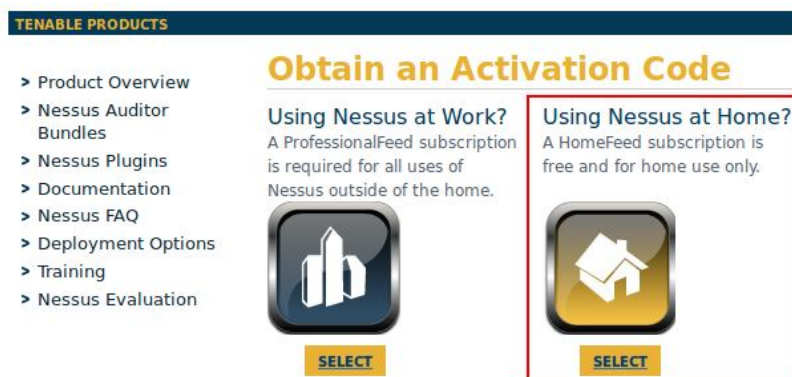 TENABLE PRODUCTS
> Product Overview
> Nessus Auditor
Bundles
> Nessus Plugins
> Documentation
> Nessus FAQ
> Deployment Options
> Training
> Nessus Evaluation
Obtain an Activation Code
Using Nessus at Work?
A ProfessionalFeed subscription
is required for all uses of
Nessus outside of the home.
SELECT
Using Nessus at Home?
A HomeFeed subscription is
free and for home use only.
SELECT